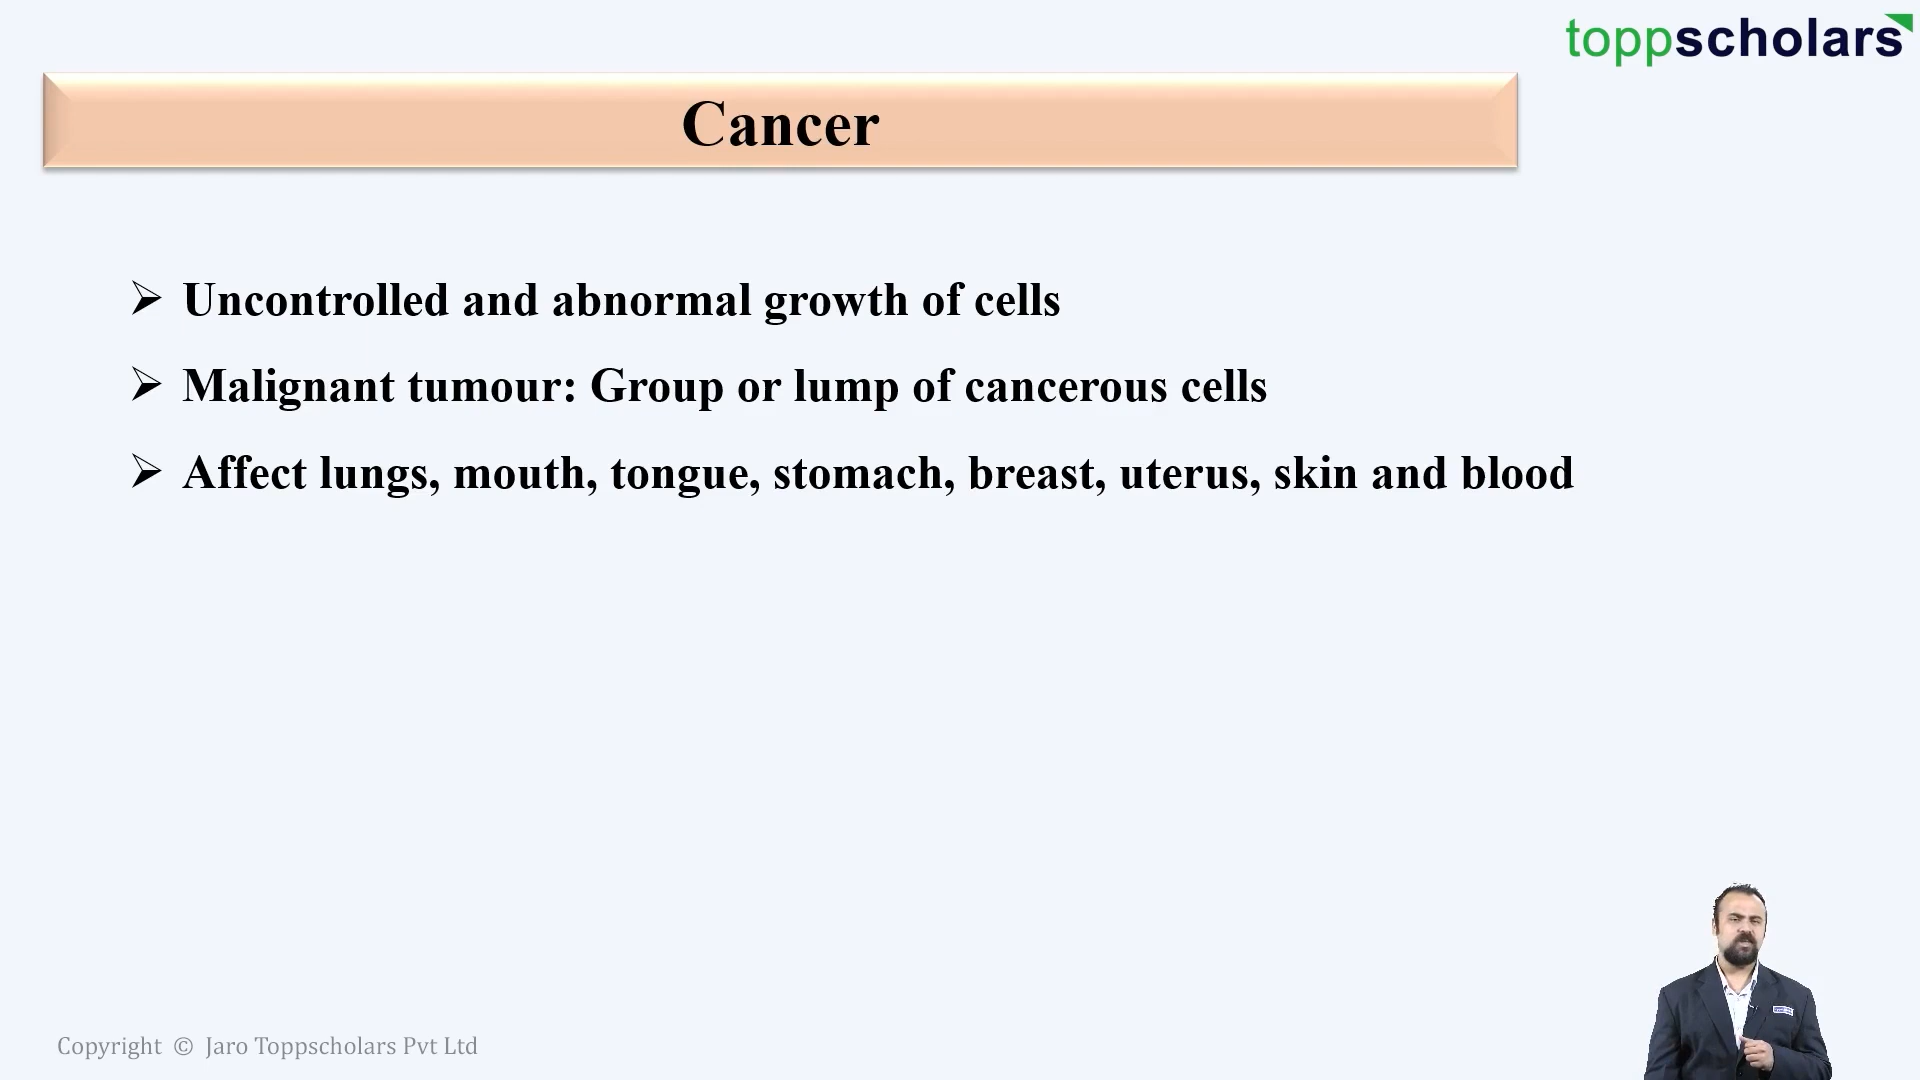 toppscholars
Cancer
➢ Uncontrolled and abnormal growth of cells
➢ Malignant tumour: Group or lump of cancerous cells
➢ Affect lungs, mouth, tongue, stomach, breast, uterus, skin and blood
Copyright © Jaro Toppscholars Pvt Ltd